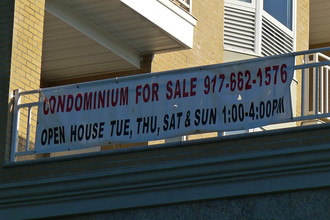 CONDOMINIUM FOR SALE 917-662-1576
OPEN HOUSE TUE, THU, SAT & SUN 1:00-4:00PM